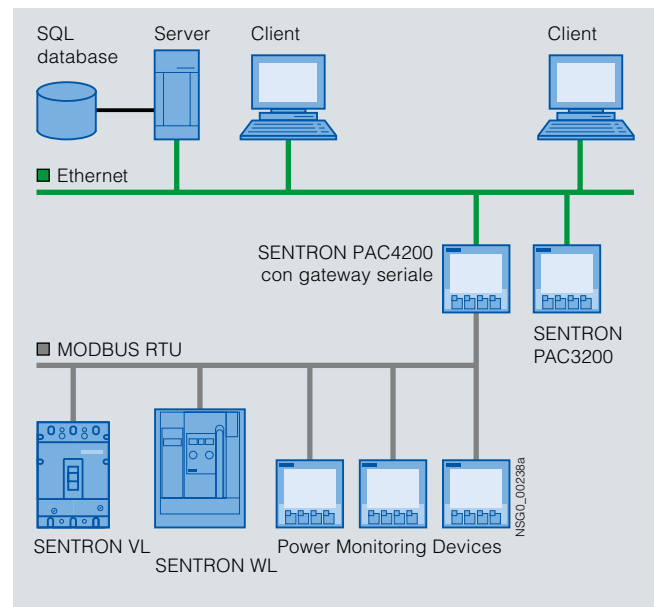 SQL
database
Server
Client
Client
Ethernet
SENTRON PAC4200
con gateway seriale
SENTRON
PAC3200
MODBUS RTU
SENTRON VL
SENTRON WL
Power Monitoring Devices
NSG0_00238a